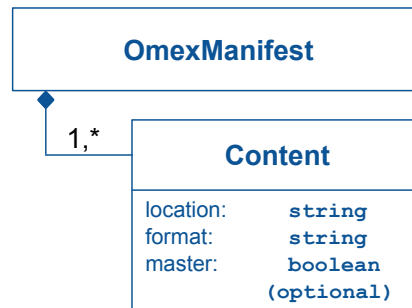 OmexManifest
1,*
Content
location: string
format: string
master: boolean
(optional)